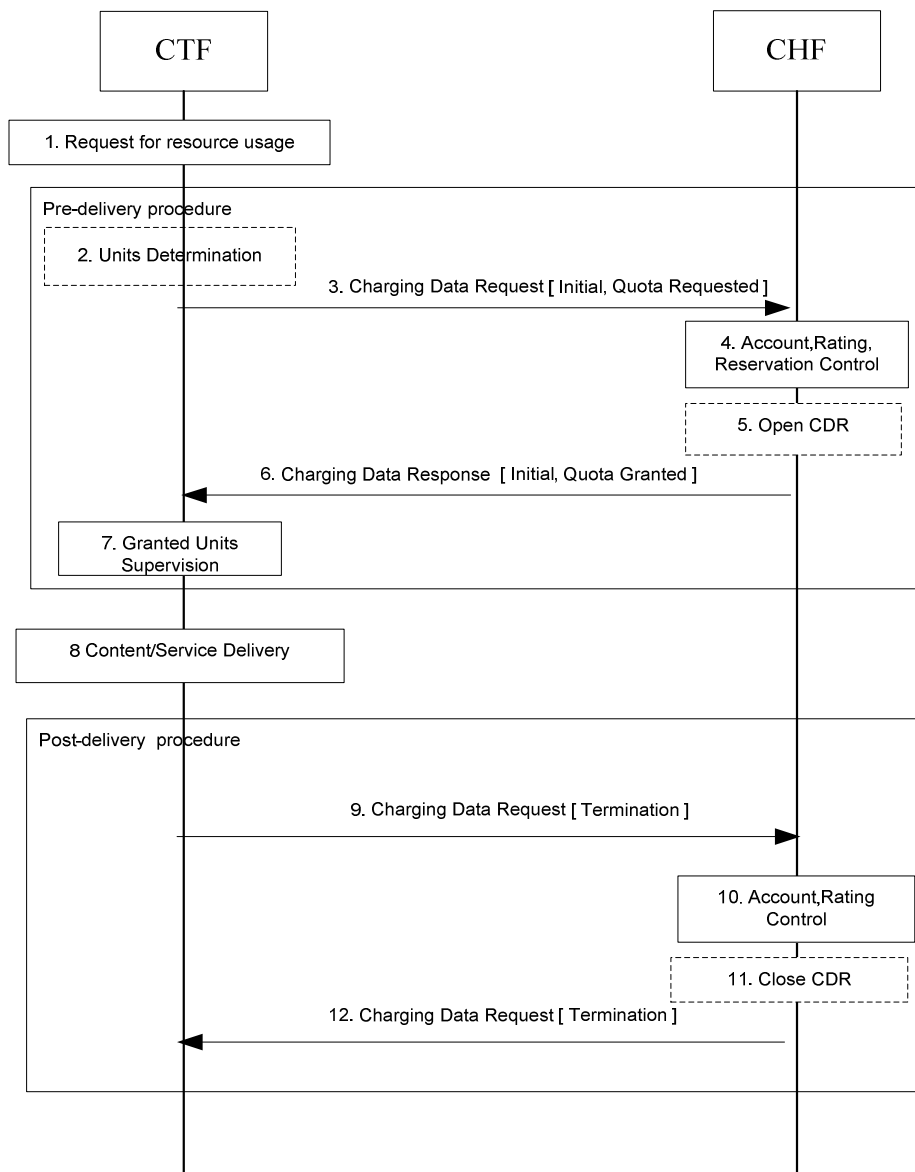 CTF
CHF
1. Request for resource usage
Pre-delivery procedure
2. Units Determination
3. Charging Data Request [ Initial, Quota Requested ]
4. Account,Rating,
Reservation Control
5. Open CDR
6. Charging Data Response [ Initial, Quota Granted ]
7. Granted Units
Supervision
8 Content/Service Delivery
Post-delivery procedure
9. Charging Data Request [ Termination ]
10. Account,Rating
Control
11. Close CDR
12. Charging Data Request [ Termination ]